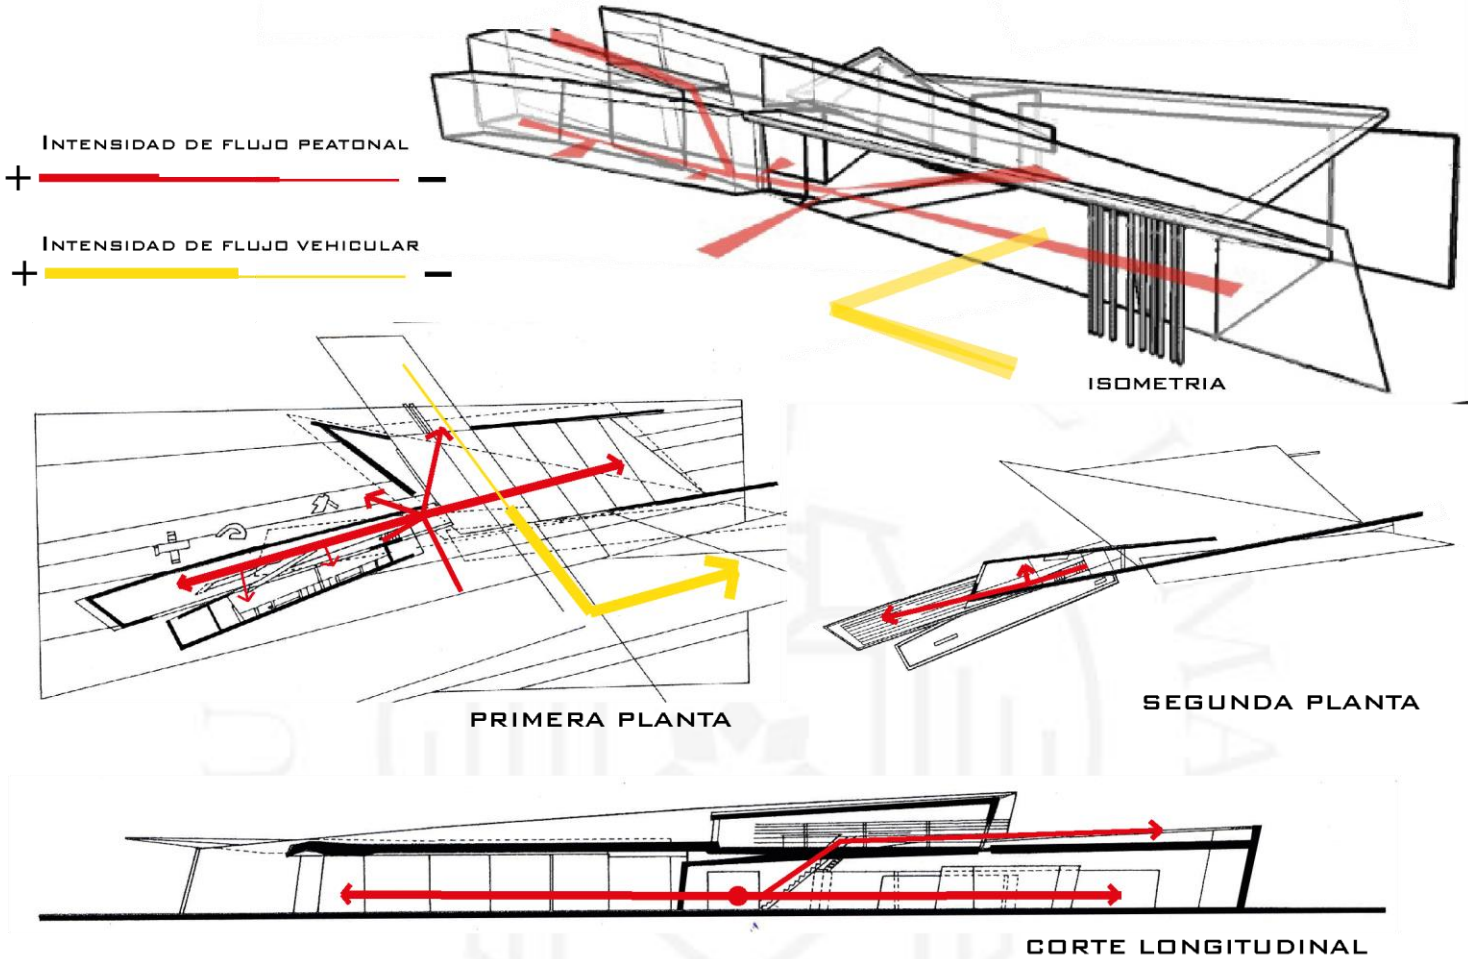 INTENSIDAD DE FLUJO PEATONAL
+ −
INTENSIDAD DE FLUJO VEHICULAR
+ −
ISOMETRIA
PRIMERA PLANTA
SEGUNDA PLANTA
CORTE LONGITUDINAL